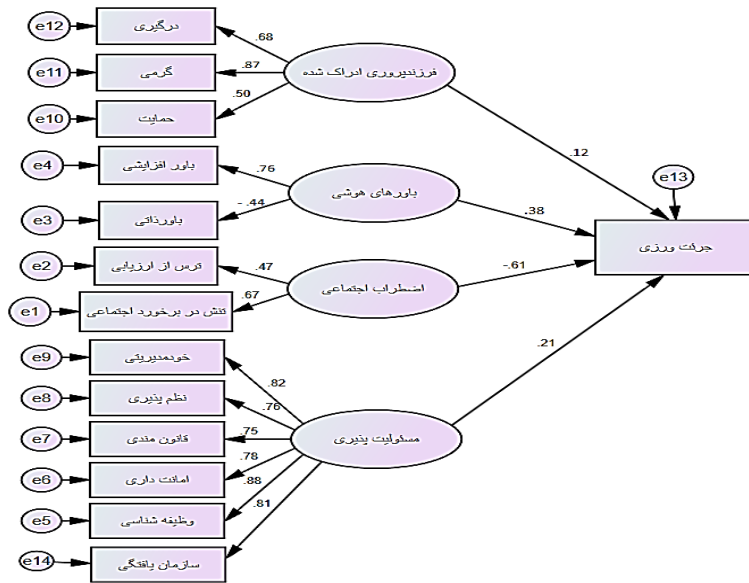 e12
درگیری
.68
فرزندپروری ادراک شده
e11
گرمی
.87
e10
حمایت
.50
.12
e4
باور افزایشی
.76
باورهای هوشی
e13
e3
باورذاتی
-.44
.38
جرئت ورزی
e2
ترس از ارزیابی
.47
اضطراب اجتماعی
-.61
e1
تنش در برخورد اجتماعی
.67
e9
خودمدیریتی
.82
.21
e8
نظم پذیری
.76
e7
قانون مندی
.75
مسئولیت پذیری
e6
امانت داری
.78
e5
وظیفه شناسی
.88
e14
سازمان یافتگی
.81